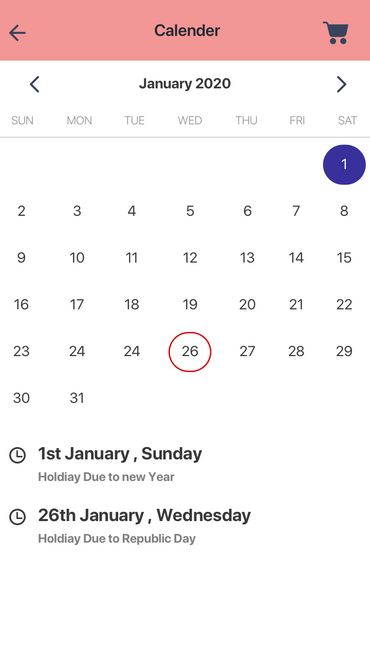 Calender
January 2020
SUN MON TUE WED THU FRI SAT
1
2 3 4 5 6 7 8
9 10 11 12 13 14 15
16 17 18 19 20 21 22
23 24 24 26 27 28 29
30 31
1st January , Sunday
Holdiay Due to new Year
26th January , Wednesday
Holdiay Due to Republic Day